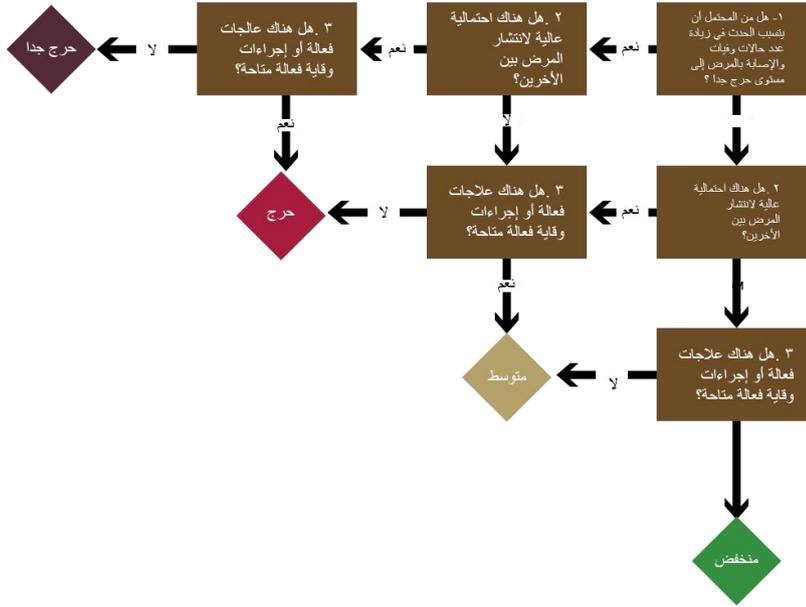 ١- هل من المحتمل أن
يتسبب الحدث في زيادة
عدد حالات وفيات
والإصابة بالمرض إلى
مستوى حرج جدا ؟
نعم
٢ .هل هناك احتمالية
عالية لانتشار
المرض بين
الأخرين؟
نعم
٣ .هل هناك عالجات
فعالة أو إجراءات
وقاية فعالة متاحة؟
لا
حرج جدا
لا
نعم
٢ .هل هناك احتمالية
عالية لانتشار
المرض بين
الأخرين؟
نعم
٣ .هل هناك علاجات
فعالة أو إجراءات
وقاية فعالة متاحة؟
لا
حرج
نعم
٣ .هل هناك علاجات
فعالة أو إجراءات
وقاية فعالة متاحة؟
لا
متوسط
منخفض